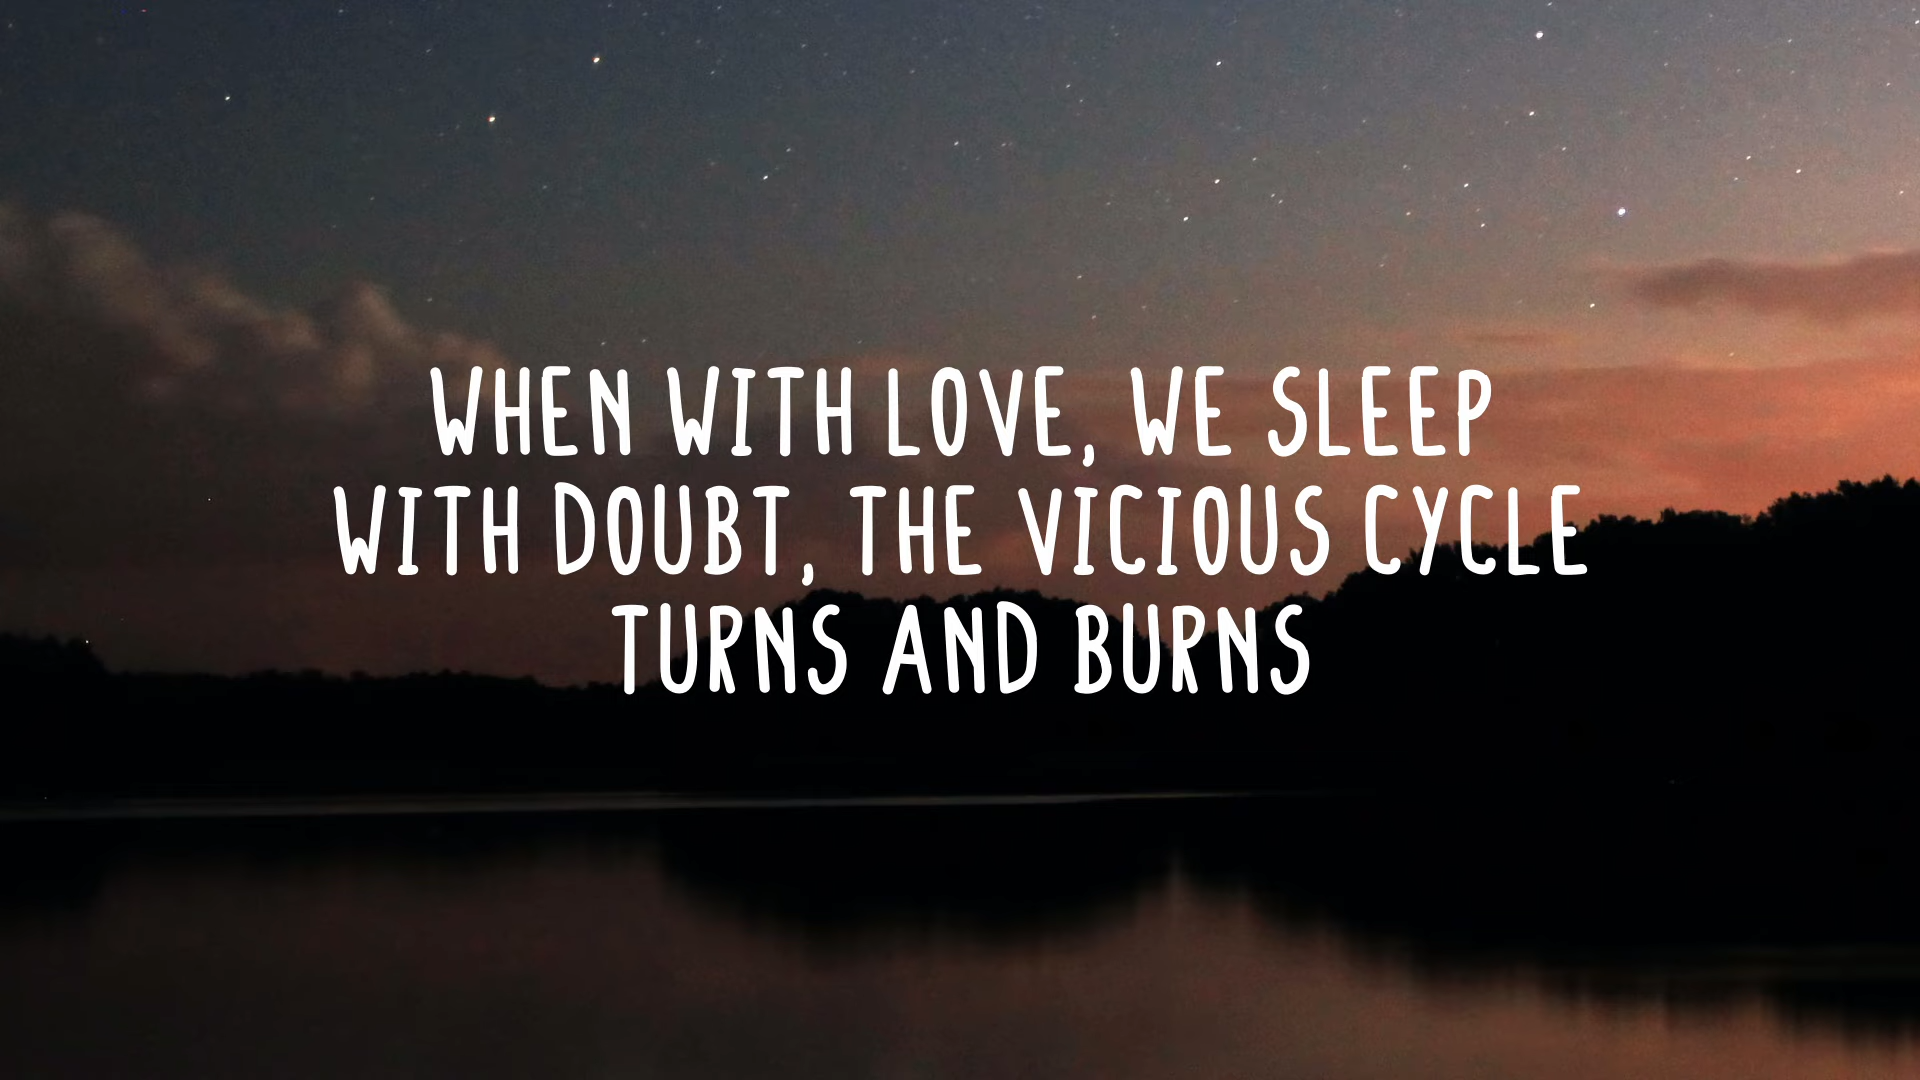 WHEN WITH LOVE, WE SLEEP
WITH DOUBT, THE VICIOUS CYCLE
TURNS AND BURNS